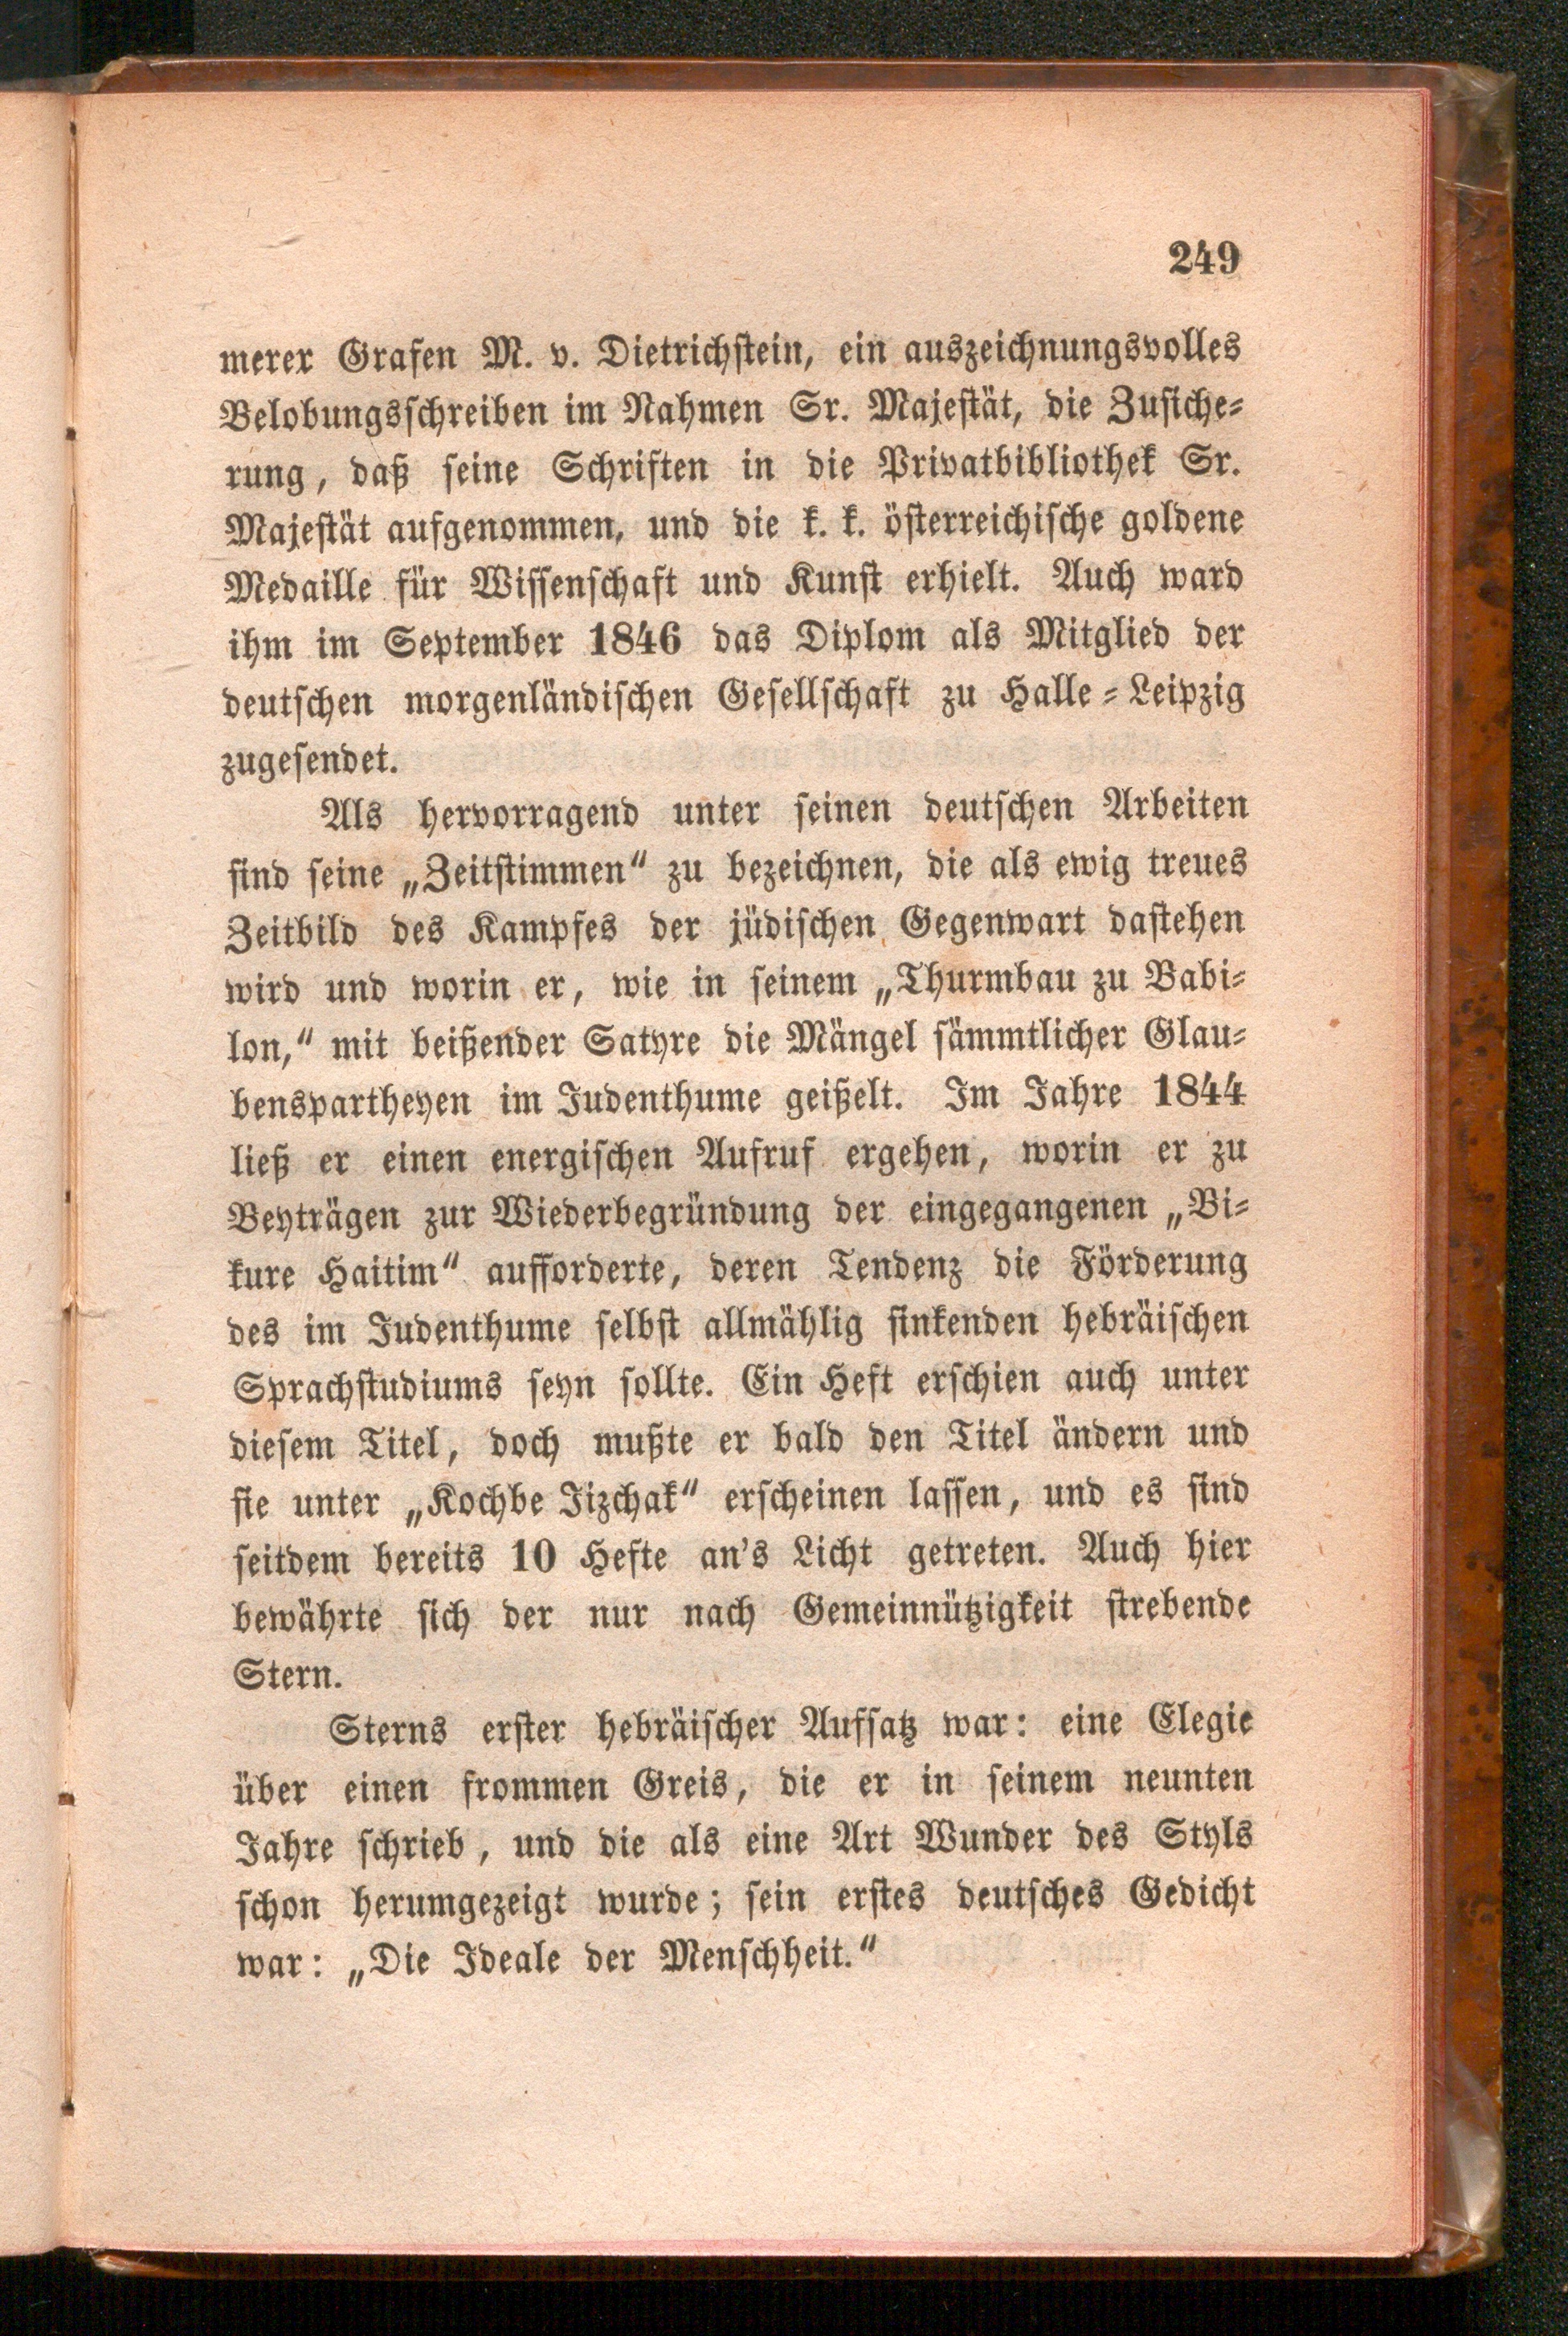 249
merer Grafen M. v. Dietrichstein, ein auszeichnungsvolles
Belobungsschreiben im Nahmen Sr. Majestät, die Zusiche-
rung, daß seine Schriften in die Privatbibliothek Sr.
Majestät aufgenommen, und die k. k. österreichische goldene
Medaille für Wissenschaft und Kunst erhielt. Auch ward
ihm im September 1846 das Diplom als Mitglied der
deutschen morgenländischen Gesellschaft zu Halle-Leipzig
zugesendet.
Als hervorragend unter seinen deutschen Arbeiten
sind seine „Zeitstimmen“ zu bezeichnen, die als ewig treues
Zeitbild des Kampfes der jüdischen Gegenwart dastehen
wird und worin er, wie in seinem „Thurmbau zu Babi-
lon,“ mit beißender Satyre die Mängel sämmtlicher Glau-
benspartheyen im Judenthume geißelt. Im Jahre 1844
ließ er einen energischen Aufruf ergehen, worin er zu
Beyträgen zur Wiederbegründung der eingegangenen „Bi-
kure Haitim“ aufforderte, deren Tendenz die Förderung
des im Judenthume selbst allmählig sinkenden hebräischen
Sprachstudiums seyn sollte. Ein Heft erschien auch unter
diesem Titel, doch mußte er bald den Titel ändern und
sie unter „Kochbe Jizchak“ erscheinen lassen, und es sind
seitdem bereits 10 Hefte an's Licht getreten. Auch hier
bewährte sich der nur nach Gemeinnützigkeit strebende
Stern.
Sterns erster hebräischer Aufsatz war: eine Elegie
über einen frommen Greis, die er in seinem neunten
Jahre schrieb, und die als eine Art Wunder des Styls
schon herumgezeigt wurde; sein erstes deutsches Gedicht
war: „Die Ideale der Menschheit.“